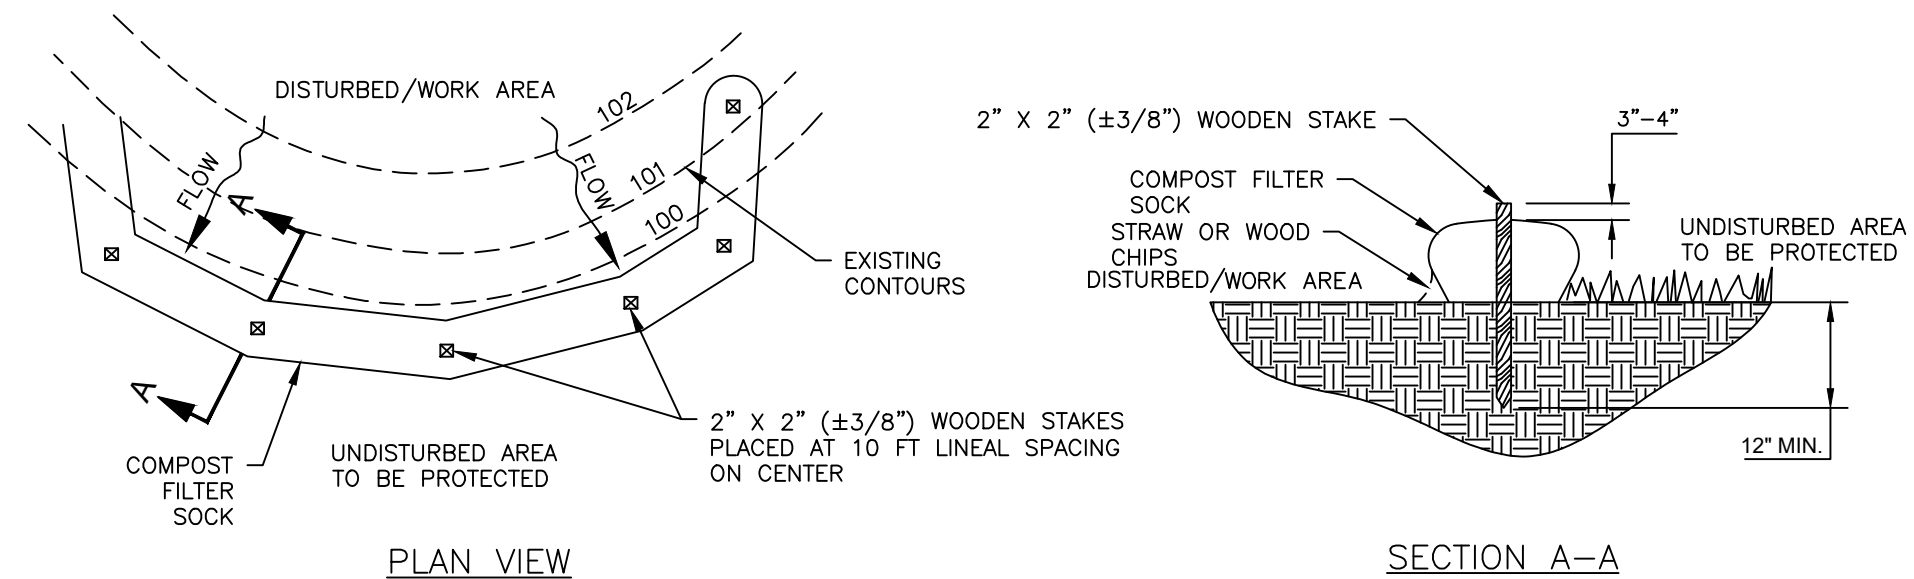 DISTURBED/WORK AREA
102
101
100
FLOW
FLOW
A
A
EXISTING
CONTOURS
2” X 2” (±3/8”) WOODEN STAKES
PLACED AT 10 FT LINEAL SPACING
ON CENTER
COMPOST
FILTER
SOCK
UNDISTURBED AREA
TO BE PROTECTED
PLAN VIEW
2” X 2” (±3/8”) WOODEN STAKE
3”-4”
COMPOST FILTER
SOCK
STRAW OR WOOD
CHIPS
DISTURBED/WORK AREA
UNDISTURBED AREA
TO BE PROTECTED
12" MIN.
SECTION A-A